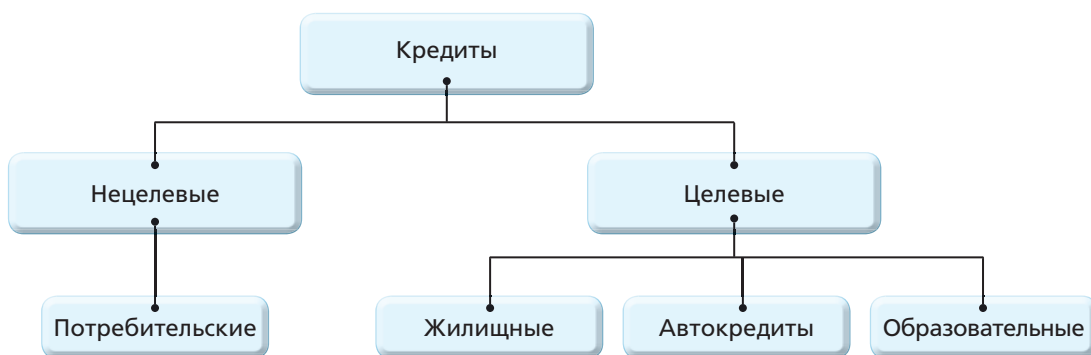 Кредиты
Нецелевые
Целевые
Потребительские
Жилищные
Автокредиты
Образовательные